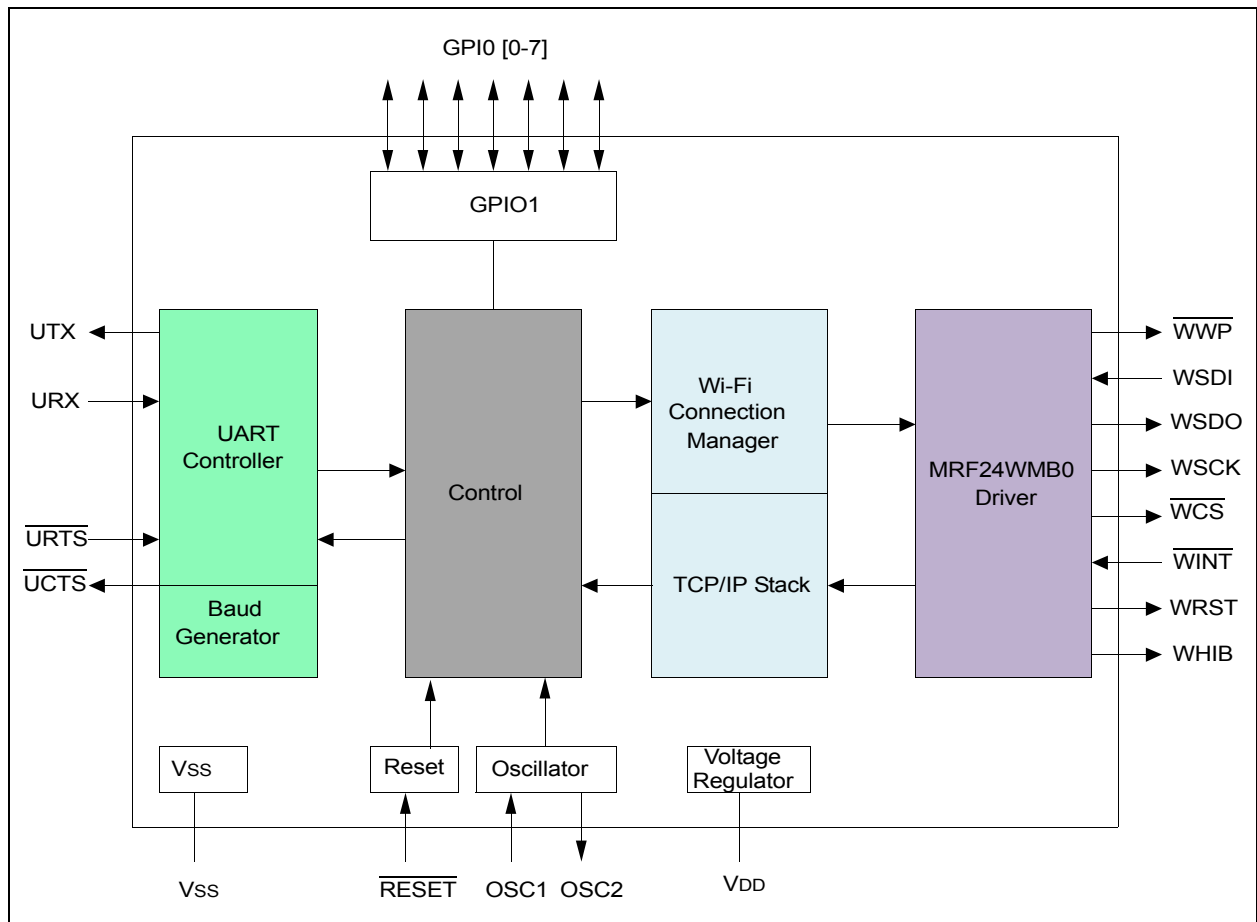 GPI0 [0-7]
GPIO1
UTX
URX
URTS
UCTS
UART
Controller
Baud
Generator
Control
Wi-Fi
Connection
Manager
TCP/IP Stack
MRF24WMB0
Driver
WWP
WSDI
WSDO
WSCK
WCS
WINT
WRST
WHIB
VSS
Reset
Oscillator
Voltage
Regulator
VSS
RESET
OSC1
OSC2
VDD